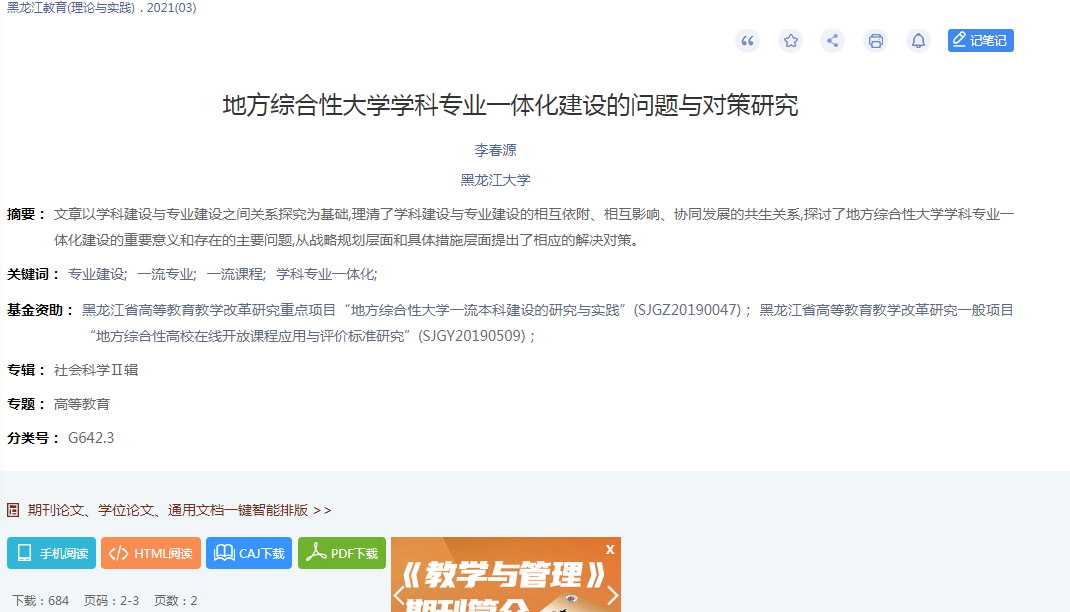 黑龙江教育(理论与实践) . 2021(03)
记笔记
地方综合性大学学科专业一体化建设的问题与对策研究
李春源
黑龙江大学
摘要： 文章以学科建设与专业建设之间关系探究为基础,理清了学科建设与专业建设的相互依附、相互影响、协同发展的共生关系,探讨了地方综合性大学学科专业一
体化建设的重要意义和存在的主要问题,从战略规划层面和具体措施层面提出了相应的解决对策。
关键词： 专业建设; 一流专业; 一流课程; 学科专业一体化;
基金资助： 黑龙江省高等教育教学改革研究重点项目“地方综合性大学一流本科建设的研究与实践”(SJGZ20190047)； 黑龙江省高等教育教学改革研究一般项目
“地方综合性高校在线开放课程应用与评价标准研究”(SJGY20190509)；
专辑： 社会科学Ⅱ辑
专题： 高等教育
分类号： G642.3
期刊论文、学位论文、通用文档一键智能排版 > >
手机阅读 HTML阅读 CAJ下载 PDF下载 x
《教学与管理》
期刊简介
下载：684 页码：2-3 页数：2